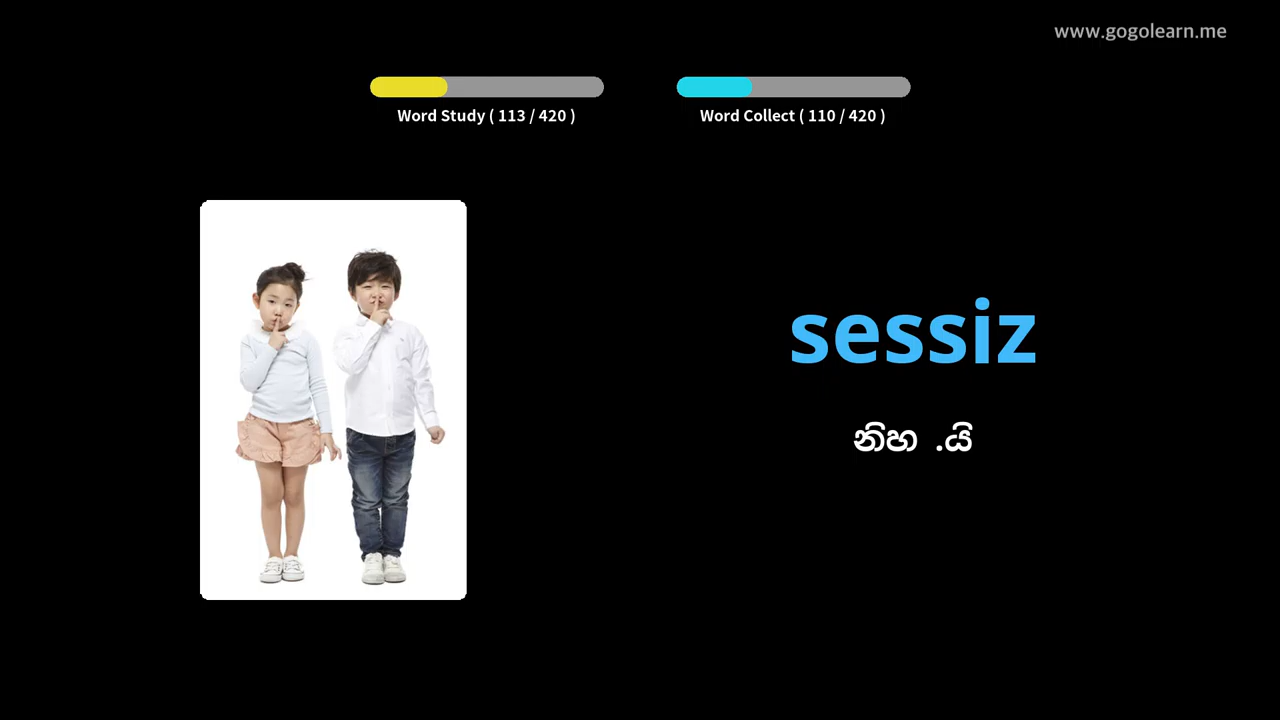 www.gogolearn.me
Word Study ( 113 / 420 )
Word Collect ( 110 / 420 )
sessiz
නිහ .යි